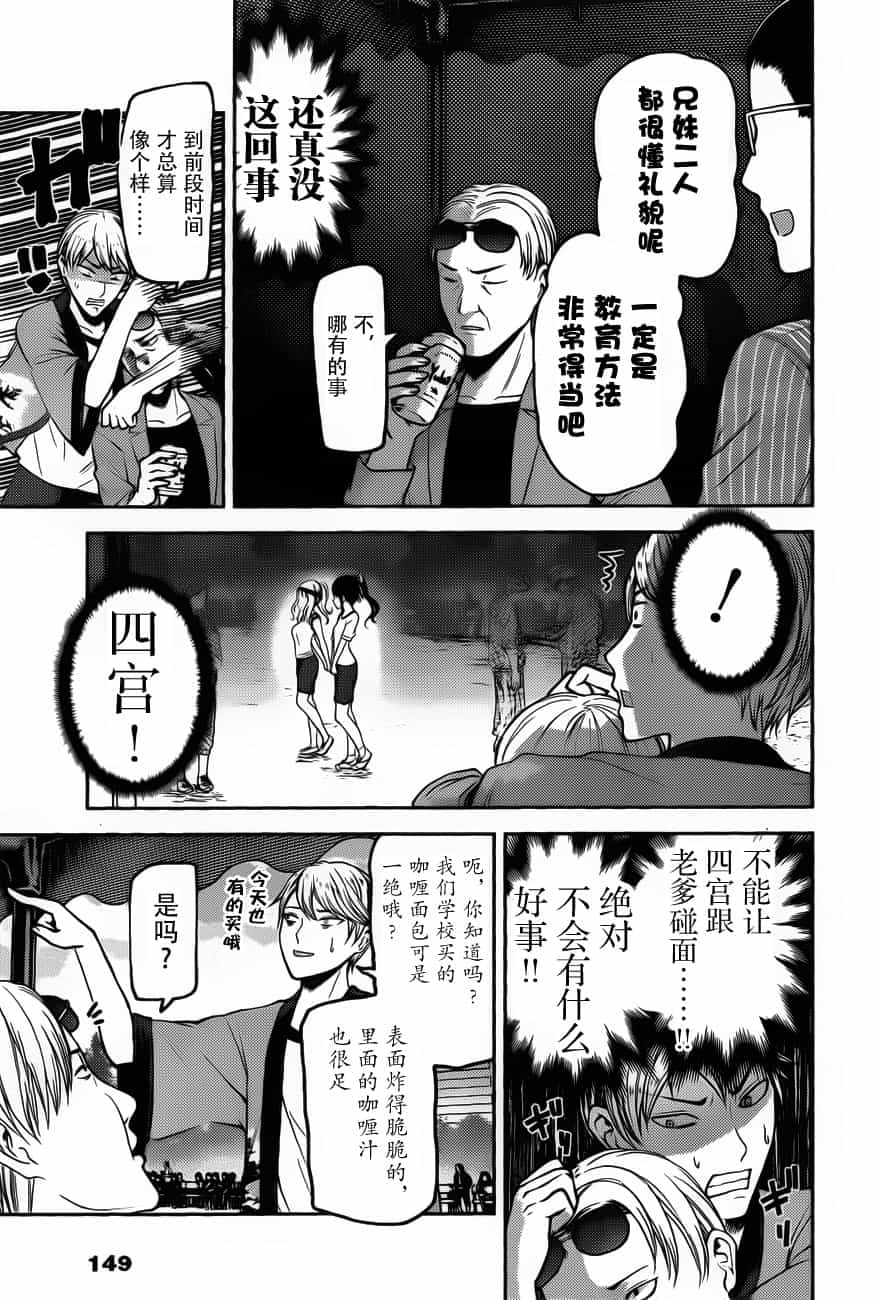 兄妹二人
都很懂礼貌呢
一定是
教育方法
非常得当吧
还真没
这回事
不，
哪有的事
到前段时间
才总算
像个样……
ガバッ
！
四宫！
不能让
四宫跟
老爹碰面……!!
绝对
不会有什么
好事!!
ギギ
呃，你知道吗？
我们学校买的
咖喱面包可是
一绝哦？
表面炸得脆脆的，
里面的咖喱汁
也很足
今天也
有的买哦
是吗？
149